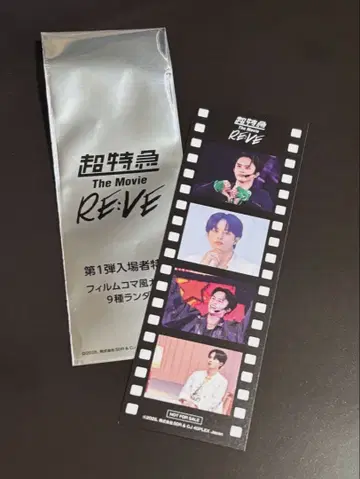 超特急
The Movie
RE:VE
第1弾入場者特
フィルムコマ風
9種ランダ
超特急
The Movie
RE:VE
NOT FOR SALE